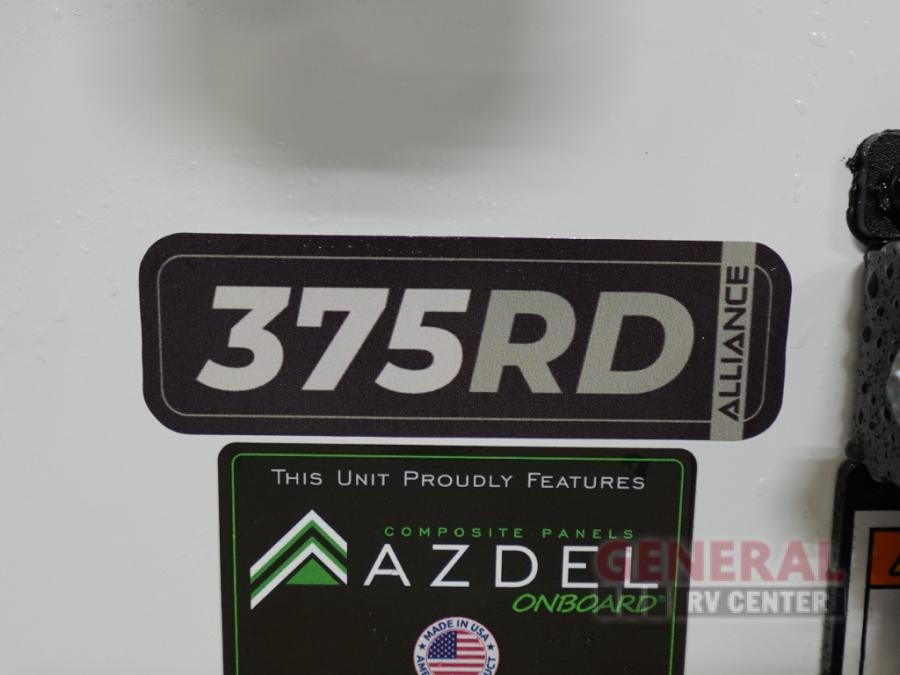 375RD
ALLIANCE
THIS UNIT PROUDLY FEATURES
COMPOSITE PANELS
AZDEL
ONBOARD®
GENERAL
RV CENTER
MADE IN USA